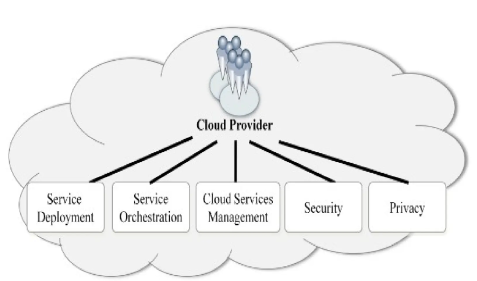 Cloud Provider
Service
Deployment
Service
Orchestration
Cloud Services
Management
Security
Privacy